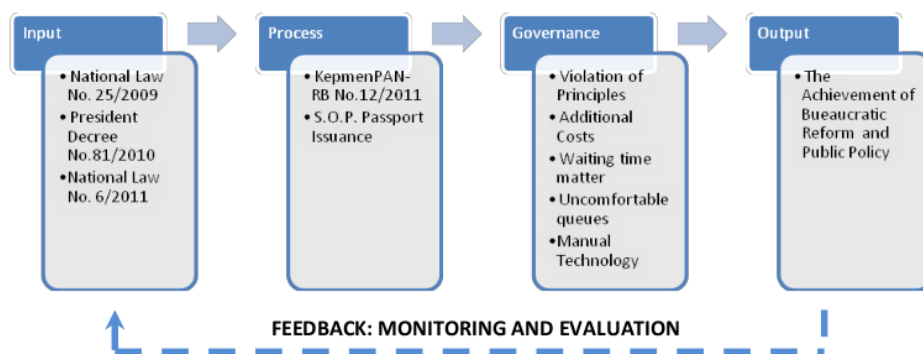 Input
• National Law
No. 25/2009
• President
Decree
No.81/2010
•National Law
No. 6/2011
Process
• KepmenPAN-
RB No.12/2011
• S.O.P. Passport
Issuance
Governance
• Violation of
Principles
• Additional
Costs
• Waiting time
matter
• Uncomfortable
queues
• Manual
Technology
Output
• The
Achievement of
Bueaucratic
Reform and
Public Policy
FEEDBACK: MONITORING AND EVALUATION